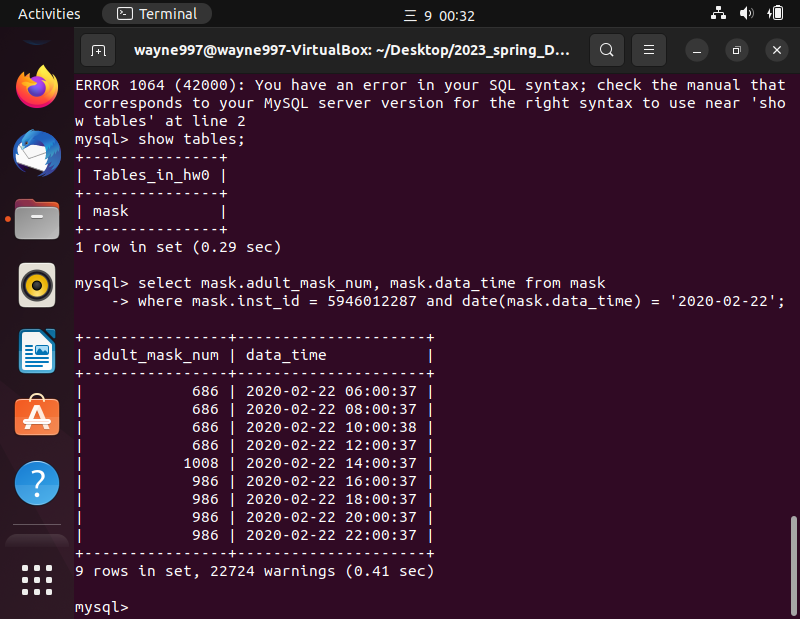 Activities
Terminal
三 9 00:32
wayne997@wayne997-VirtualBox: ~/Desktop/2023_spring_D...
ERROR 1064 (42000): You have an error in your SQL syntax; check the manual that
 corresponds to your MySQL server version for the right syntax to use near 'sho
w tables' at line 2
mysql> show tables;
+---------------+
| Tables_in_hw0 |
+---------------+
| mask          |
+---------------+
1 row in set (0.29 sec)
mysql> select mask.adult_mask_num, mask.data_time from mask
    -> where mask.inst_id = 5946012287 and date(mask.data_time) = '2020-02-22';
+----------------+---------------------+
| adult_mask_num | data_time           |
+----------------+---------------------+
|            686 | 2020-02-22 06:00:37 |
|            686 | 2020-02-22 08:00:37 |
|            686 | 2020-02-22 10:00:38 |
|            686 | 2020-02-22 12:00:37 |
|           1008 | 2020-02-22 14:00:37 |
|            986 | 2020-02-22 16:00:37 |
|            986 | 2020-02-22 18:00:37 |
|            986 | 2020-02-22 20:00:37 |
|            986 | 2020-02-22 22:00:37 |
+----------------+---------------------+
9 rows in set, 22724 warnings (0.41 sec)
mysql>